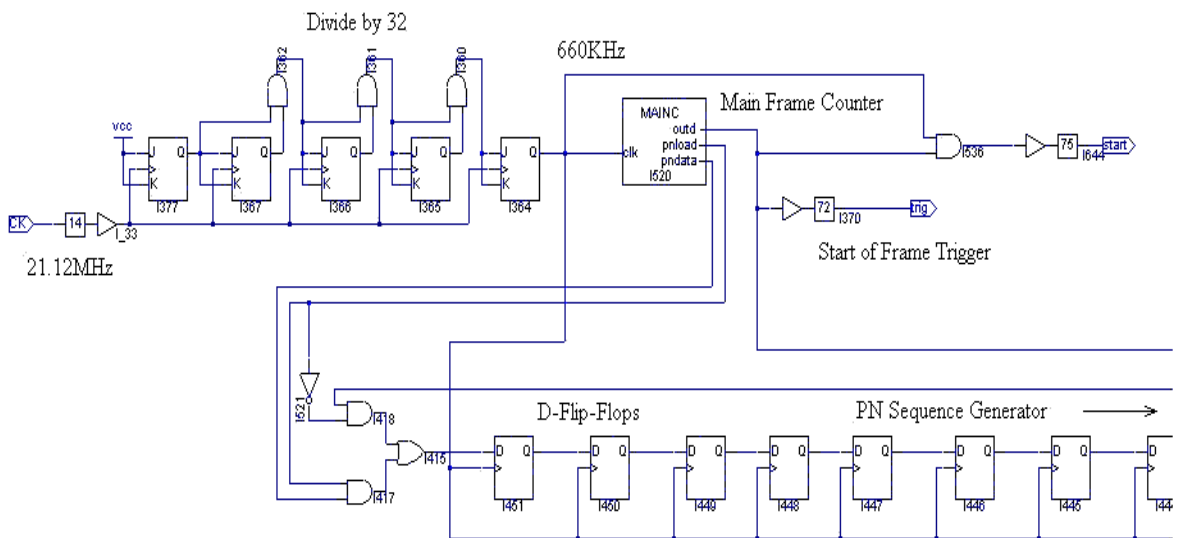 Divide by 32
I362
I361
I360
660KHz
Main Frame Counter
vcc
J Q
K
I377
J Q
K
I367
J Q
K
I366
J Q
K
I365
J Q
K
I364
MAINC
outd
pnload
clk
pndata
I520
I536
75
start
I644
CK
14
I_33
21.12MHz
72
trig
I370
Start of Frame Trigger
I521
I418
I415
I417
D-Flip-Flops
PN Sequence Generator
D Q
I451
D Q
I450
D Q
I449
D Q
I448
D Q
I447
D Q
I446
D Q
I445
D